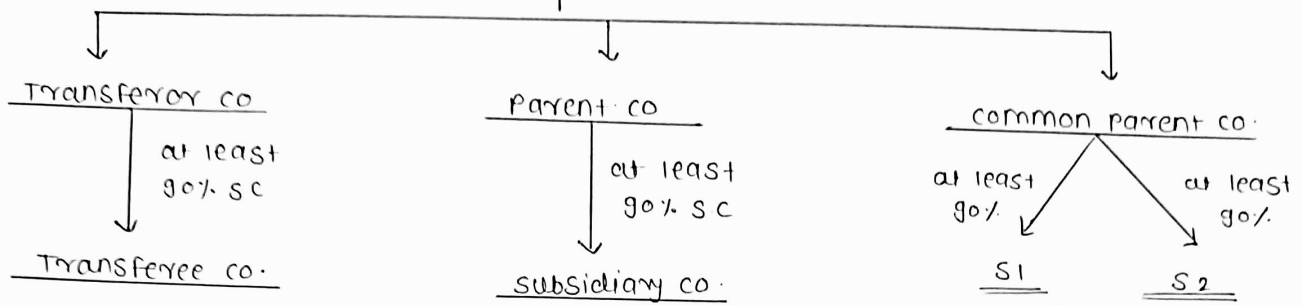 Transferor co
at least
90% SC
Transferee co.
Parent co
at least
90% SC
subsidiary co.
common parent co.
at least
90%
at least
90%
S1
S2